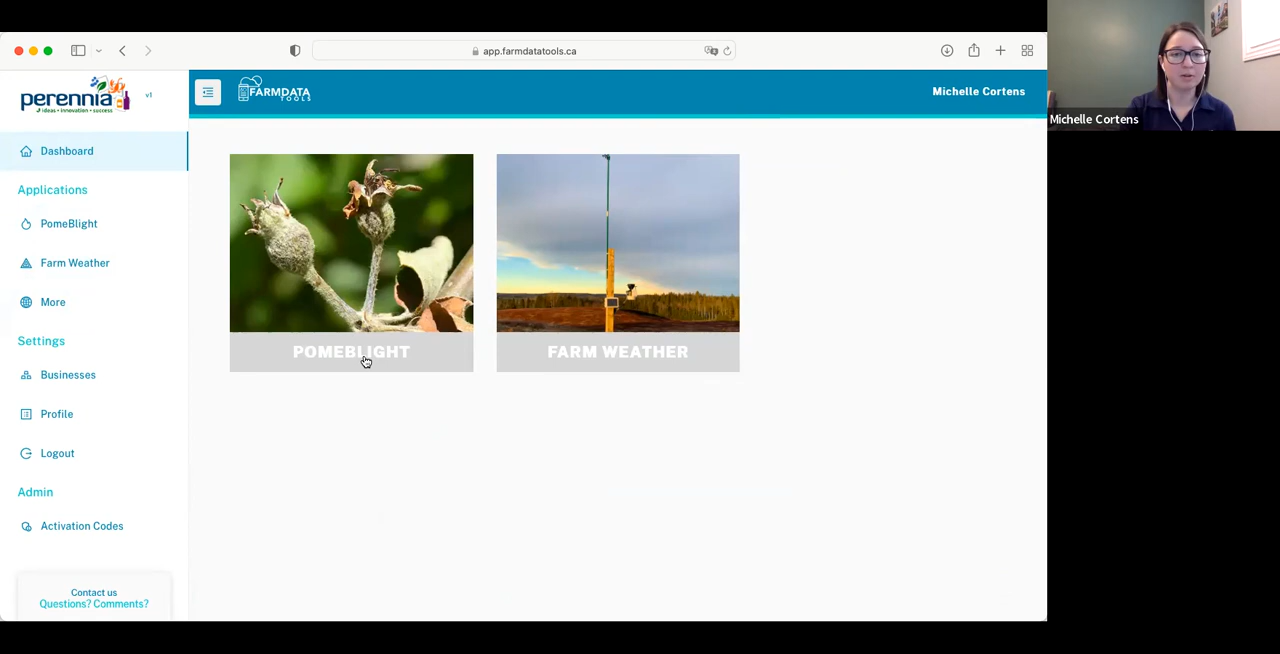 app.farmdatatools.ca
perennia
ideas • innovation • success
v1
FARMDATA
TOOLS
Michelle Cortens
Michelle Cortens
Dashboard
Applications
PomeBlight
Farm Weather
More
Settings
Businesses
Profile
Logout
Admin
Activation Codes
Contact us
Questions? Comments?
POMEBLIGHT
FARM WEATHER